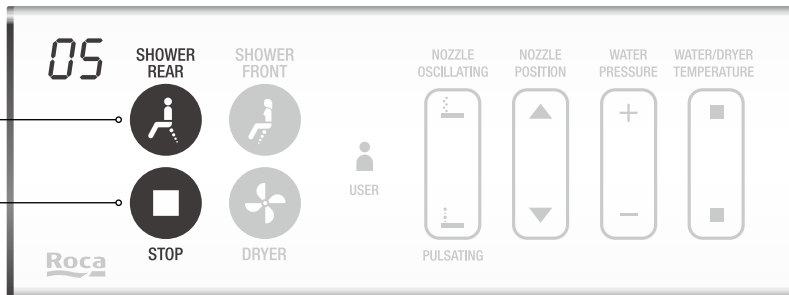 05
SHOWER
REAR
SHOWER
FRONT
NOZZLE
OSCILLATING
NOZZLE
POSITION
WATER
PRESSURE
WATER/DRYER
TEMPERATURE
USER
STOP
DRYER
PULSATING
Roca